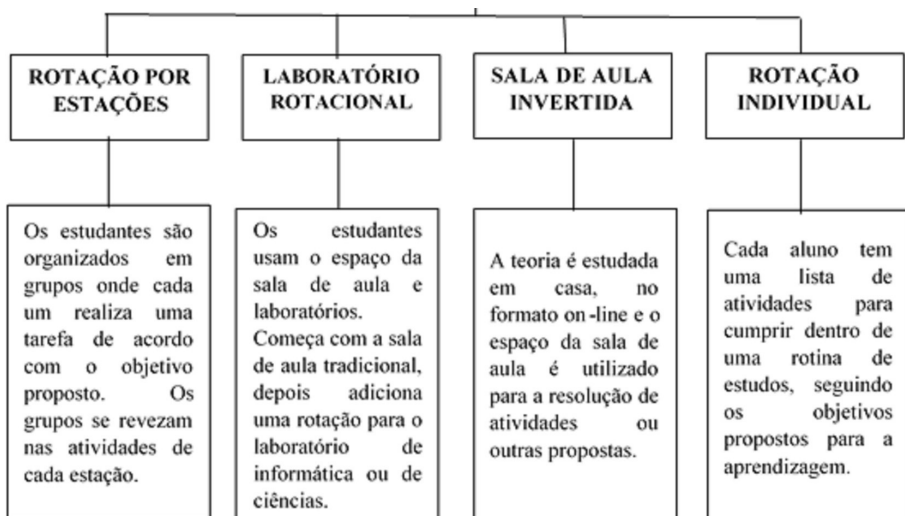 ROTAÇÃO POR
ESTAÇÕES
LABORATÓRIO
ROTACIONAL
SALA DE AULA
INVERTIDA
ROTAÇÃO
INDIVIDUAL
Os estudantes são
organizados em
grupos onde cada
um realiza uma
tarefa de acordo
com o objetivo
proposto. Os
grupos se revezam
nas atividades de
cada estação.
Os estudantes
usam o espaço da
sala de aula e
laboratórios.
Começa com a sala
de aula tradicional,
depois adiciona
uma rotação para o
laboratório de
informática ou de
ciências.
A teoria é estudada
em casa, no
formato on-line e o
espaço da sala de
aula é utilizado
para a resolução de
atividades ou
outras propostas.
Cada aluno tem
uma lista de
atividades para
cumprir dentro de
uma rotina de
estudos, seguindo
os objetivos
propostos para a
aprendizagem.